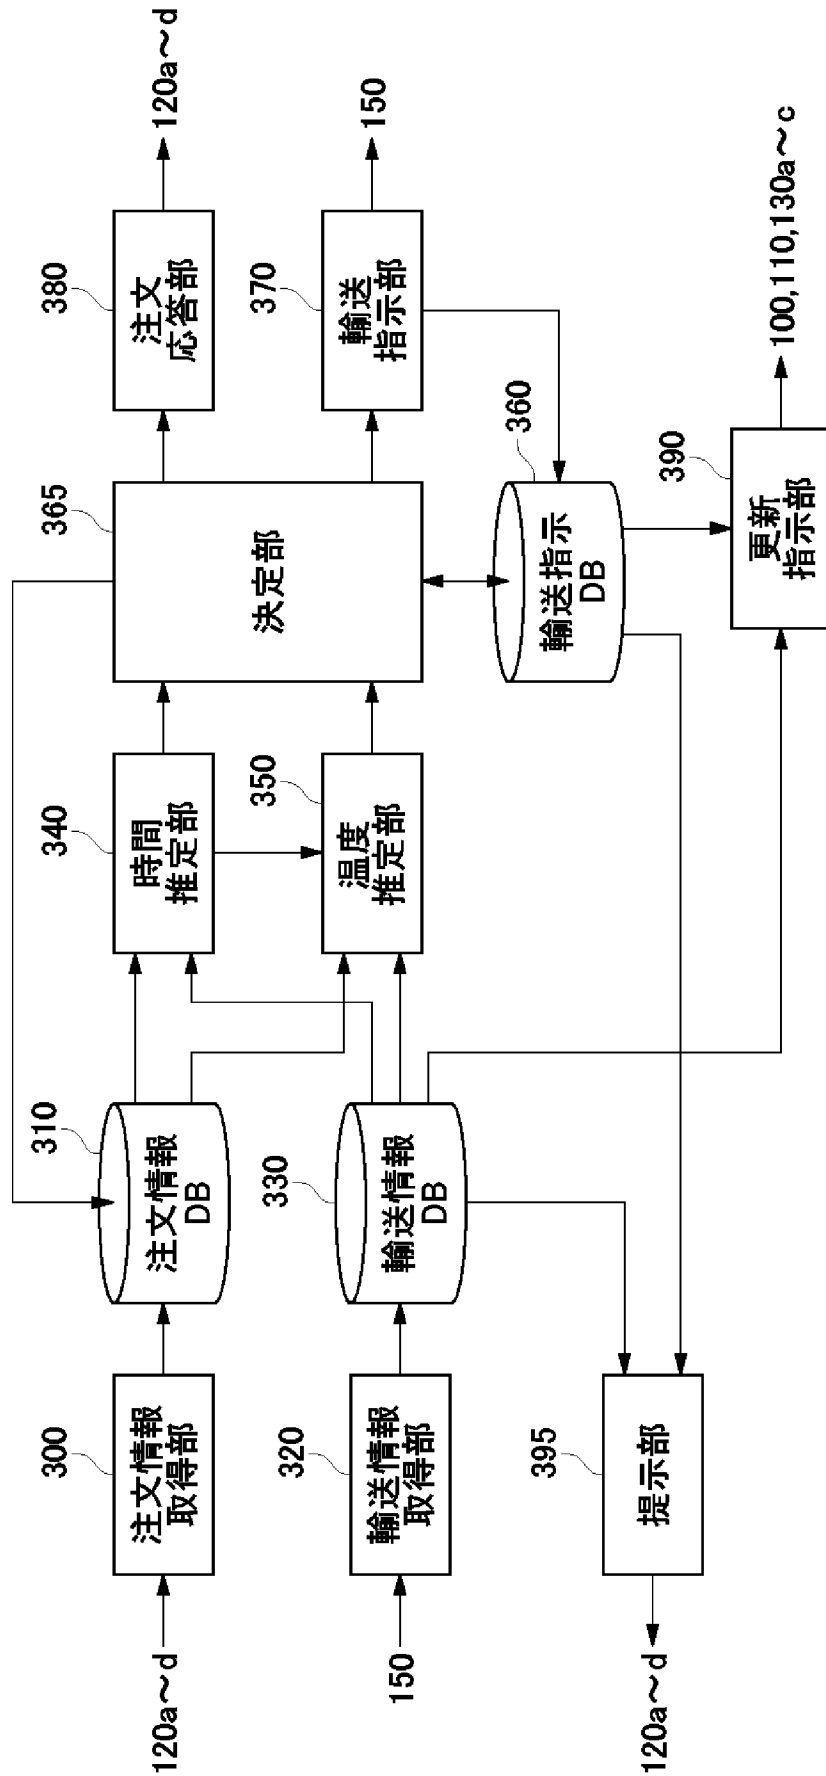 120a～d
300
注文情報
取得部
310
注文情報
DB
340
時間
推定部
365
決定部
380
注文
応答部
120a～d
150
320
輸送情報
取得部
330
輸送情報
DB
350
温度
推定部
370
輸送
指示部
150
360
輸送指示
DB
120a～d
395
提示部
390
更新
指示部
100,110,130a～c